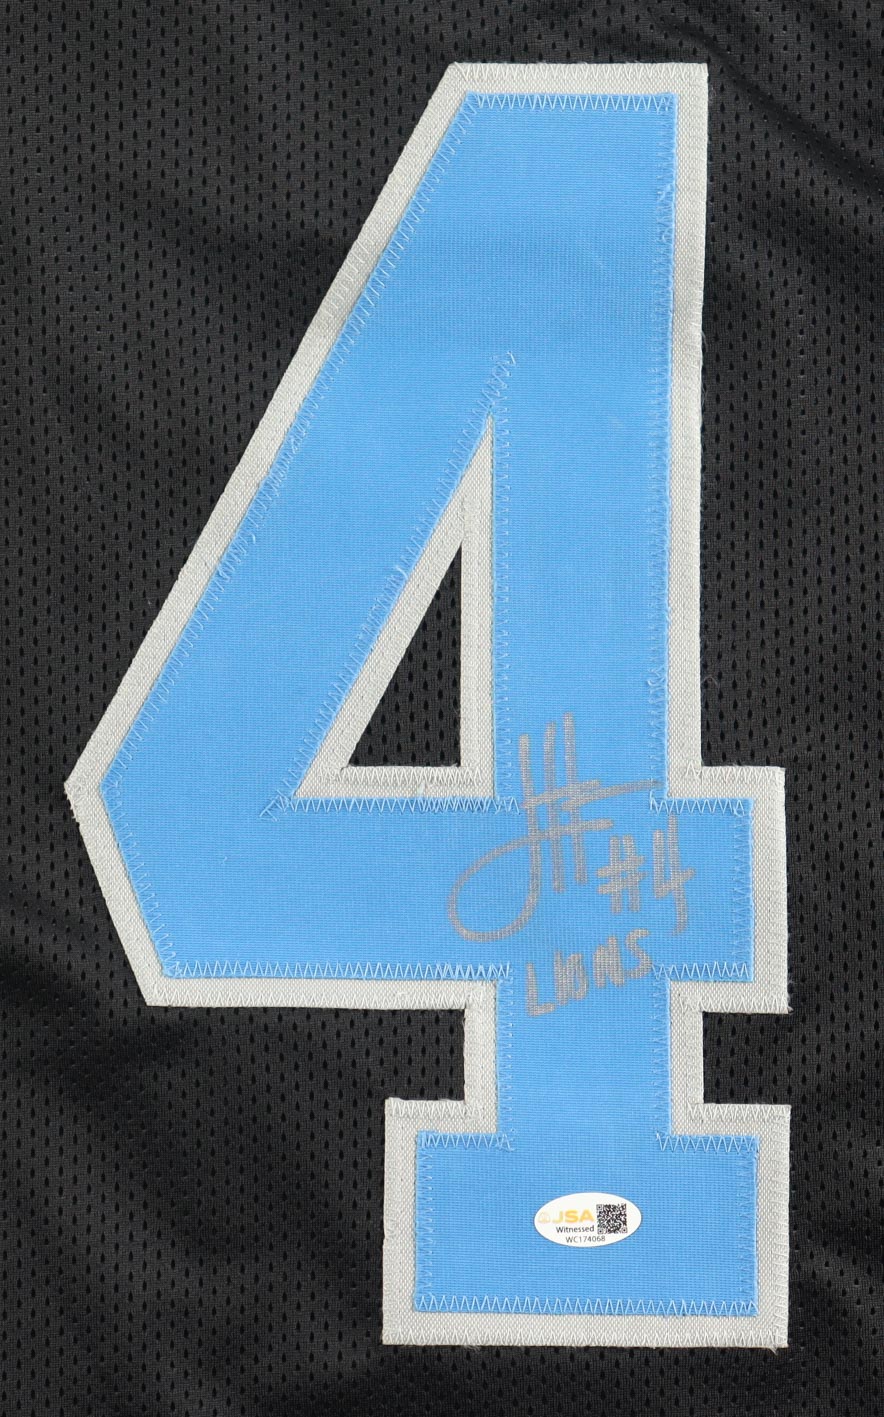 4
#4
LIONS
JSA
Witnessed
WC174068